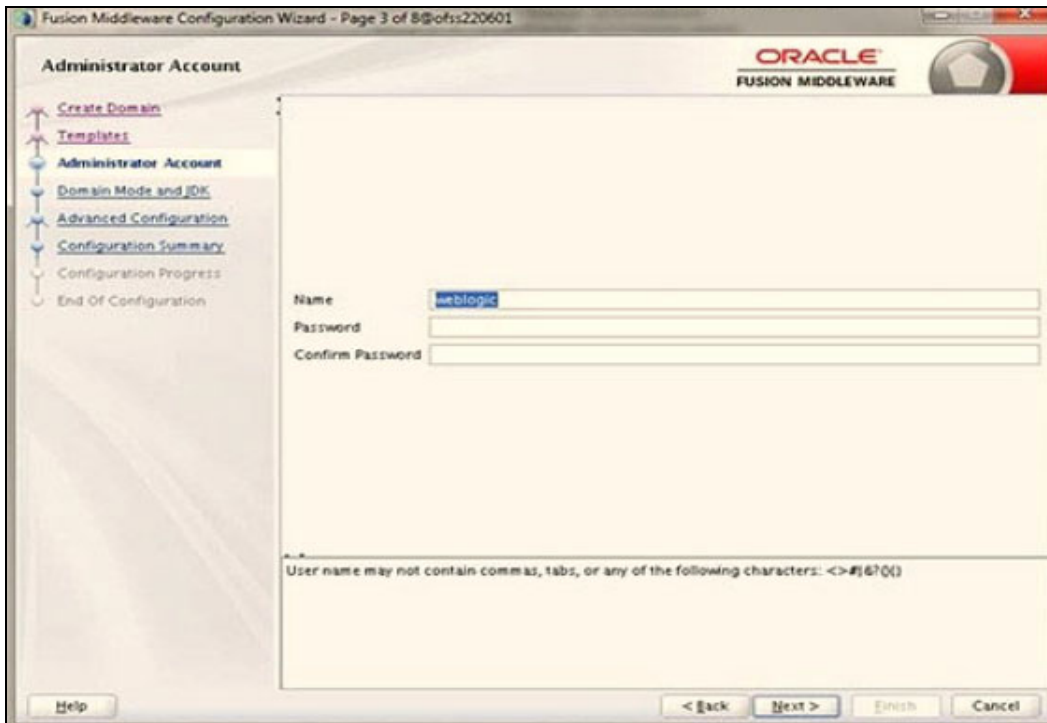 Fusion Middleware Configuration Wizard - Page 3 of 8@ofss220601
Administrator Account
ORACLE
FUSION MIDDLEWARE
Create Domain
Templates
Administrator Account
Domain Mode and JDK
Advanced Configuration
Configuration Summary
Configuration Progress
End Of Configuration
Name weblogic
Password
Confirm Password
User name may not contain commas, tabs, or any of the following characters:
Help
< Back
Next >
Finish
Cancel